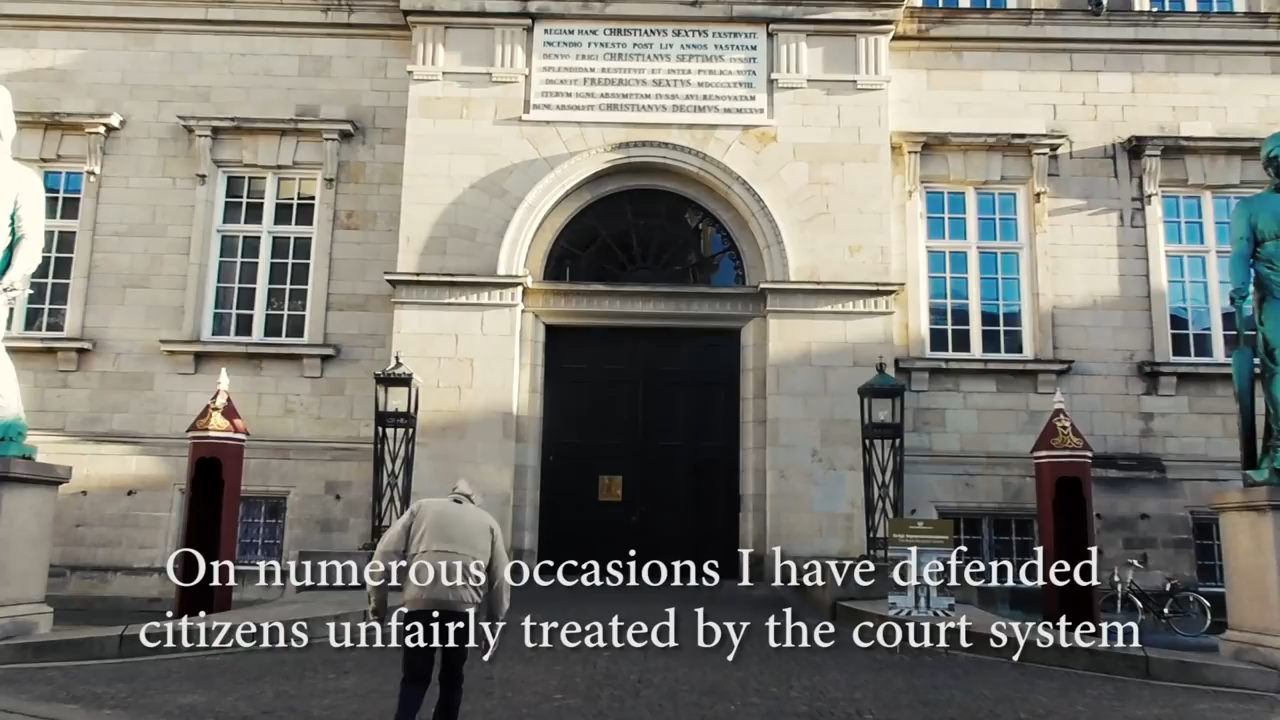 REGIAM HANC CHRISTIANVS SEXTVS EXSTRVXIT.
INCENDIO FVNESTO POST LIV ANNOS VASTATAM
DENVO ERIGI CHRISTIANVS SEPTIMVS IVSSIT.
SPLENDIDAM RESTITVIT ET INTER PVBLICA VOTA
DICAVIT FREDERICVS SEXTVS MDCCCXXVIII.
ITERVM IGNE ABSVMPTAM IVSSV AVI RENOVATAM
BENE ABSOLVIT CHRISTIANVS DECIMVS MCMXXVII
On numerous occasions I have defended
citizens unfairly treated by the court system